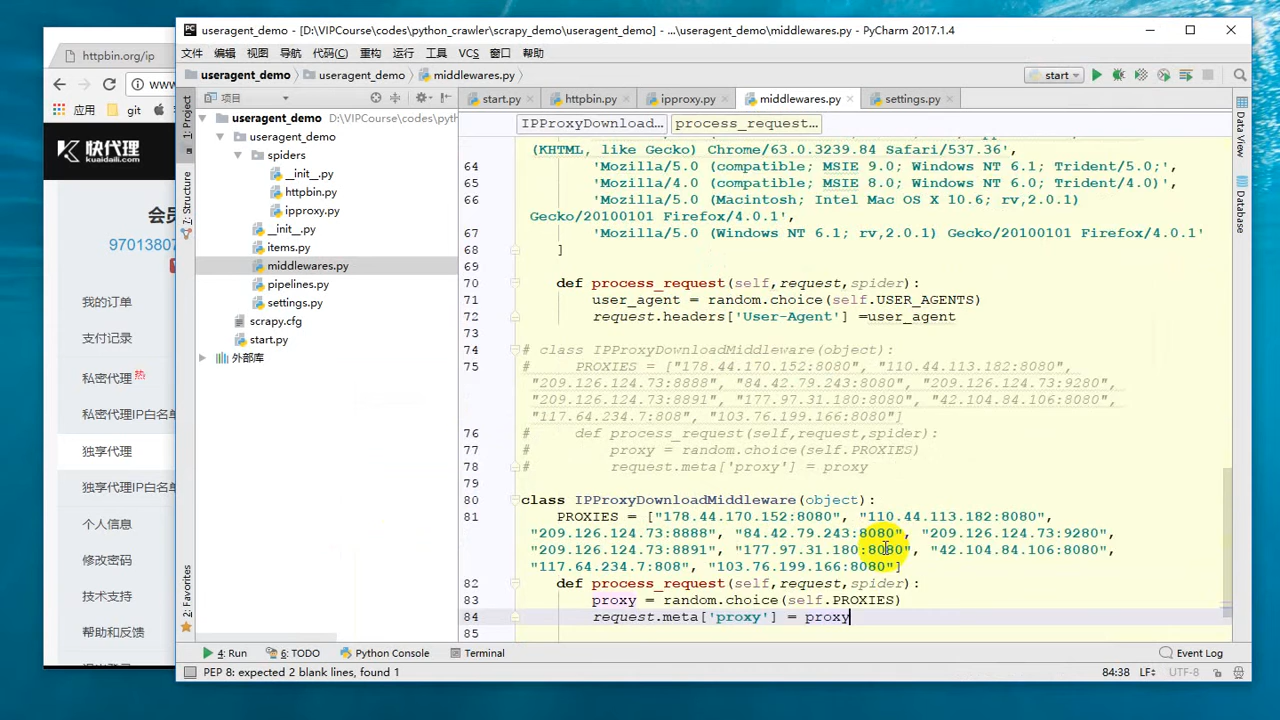 httpbin.org/ip
www
应用
git
快代理
kuaidaili.com
会员
97013807
我的订单
支付记录
私密代理 热
私密代理IP白名单
独享代理
独享代理IP白名单
个人信息
修改密码
技术支持
帮助和反馈
useragent_demo - [D:\VIPCourse\codes\python_crawler\scrapy_demo\useragent_demo] - ...\useragent_demo\middlewares.py - PyCharm 2017.1.4
文件 编辑 视图 导航 代码(C) 重构 运行 工具 VCS 窗口 帮助
useragent_demo useragent_demo middlewares.py start
项目 start.py httpbin.py ipproxy.py middlewares.py settings.py
1: Project
7: Structure
2: Favorites
Data View
Database
useragent_demo D:\VIPCourse\codes\pyth
useragent_demo
spiders
__init__.py
httpbin.py
ipproxy.py
__init__.py
items.py
middlewares.py
pipelines.py
settings.py
scrapy.cfg
start.py
外部库
IPProxyDownload... process_request...
(KHTML, like Gecko) Chrome/63.0.3239.84 Safari/537.36',
64 'Mozilla/5.0 (compatible; MSIE 9.0; Windows NT 6.1; Trident/5.0;',
65 'Mozilla/4.0 (compatible; MSIE 8.0; Windows NT 6.0; Trident/4.0)',
66 'Mozilla/5.0 (Macintosh; Intel Mac OS X 10.6; rv,2.0.1)
Gecko/20100101 Firefox/4.0.1',
67 'Mozilla/5.0 (Windows NT 6.1; rv,2.0.1) Gecko/20100101 Firefox/4.0.1'
68 ]
69
70 def process_request(self,request,spider):
71 user_agent = random.choice(self.USER_AGENTS)
72 request.headers['User-Agent'] =user_agent
73
74 # class IPProxyDownloadMiddleware(object):
75 # PROXIES = ["178.44.170.152:8080", "110.44.113.182:8080",
"209.126.124.73:8888", "84.42.79.243:8080", "209.126.124.73:9280",
"209.126.124.73:8891", "177.97.31.180:8080", "42.104.84.106:8080",
"117.64.234.7:808", "103.76.199.166:8080"]
76 # def process_request(self,request,spider):
77 # proxy = random.choice(self.PROXIES)
78 # request.meta['proxy'] = proxy
79
80 class IPProxyDownloadMiddleware(object):
81 PROXIES = ["178.44.170.152:8080", "110.44.113.182:8080",
"209.126.124.73:8888", "84.42.79.243:8080", "209.126.124.73:9280",
"209.126.124.73:8891", "177.97.31.180:8080", "42.104.84.106:8080",
"117.64.234.7:808", "103.76.199.166:8080"]
82 def process_request(self,request,spider):
83 proxy = random.choice(self.PROXIES)
84 request.meta['proxy'] = proxy
85
4: Run 6: TODO Python Console Terminal Event Log
PEP 8: expected 2 blank lines, found 1 84:38 LF÷ UTF-8